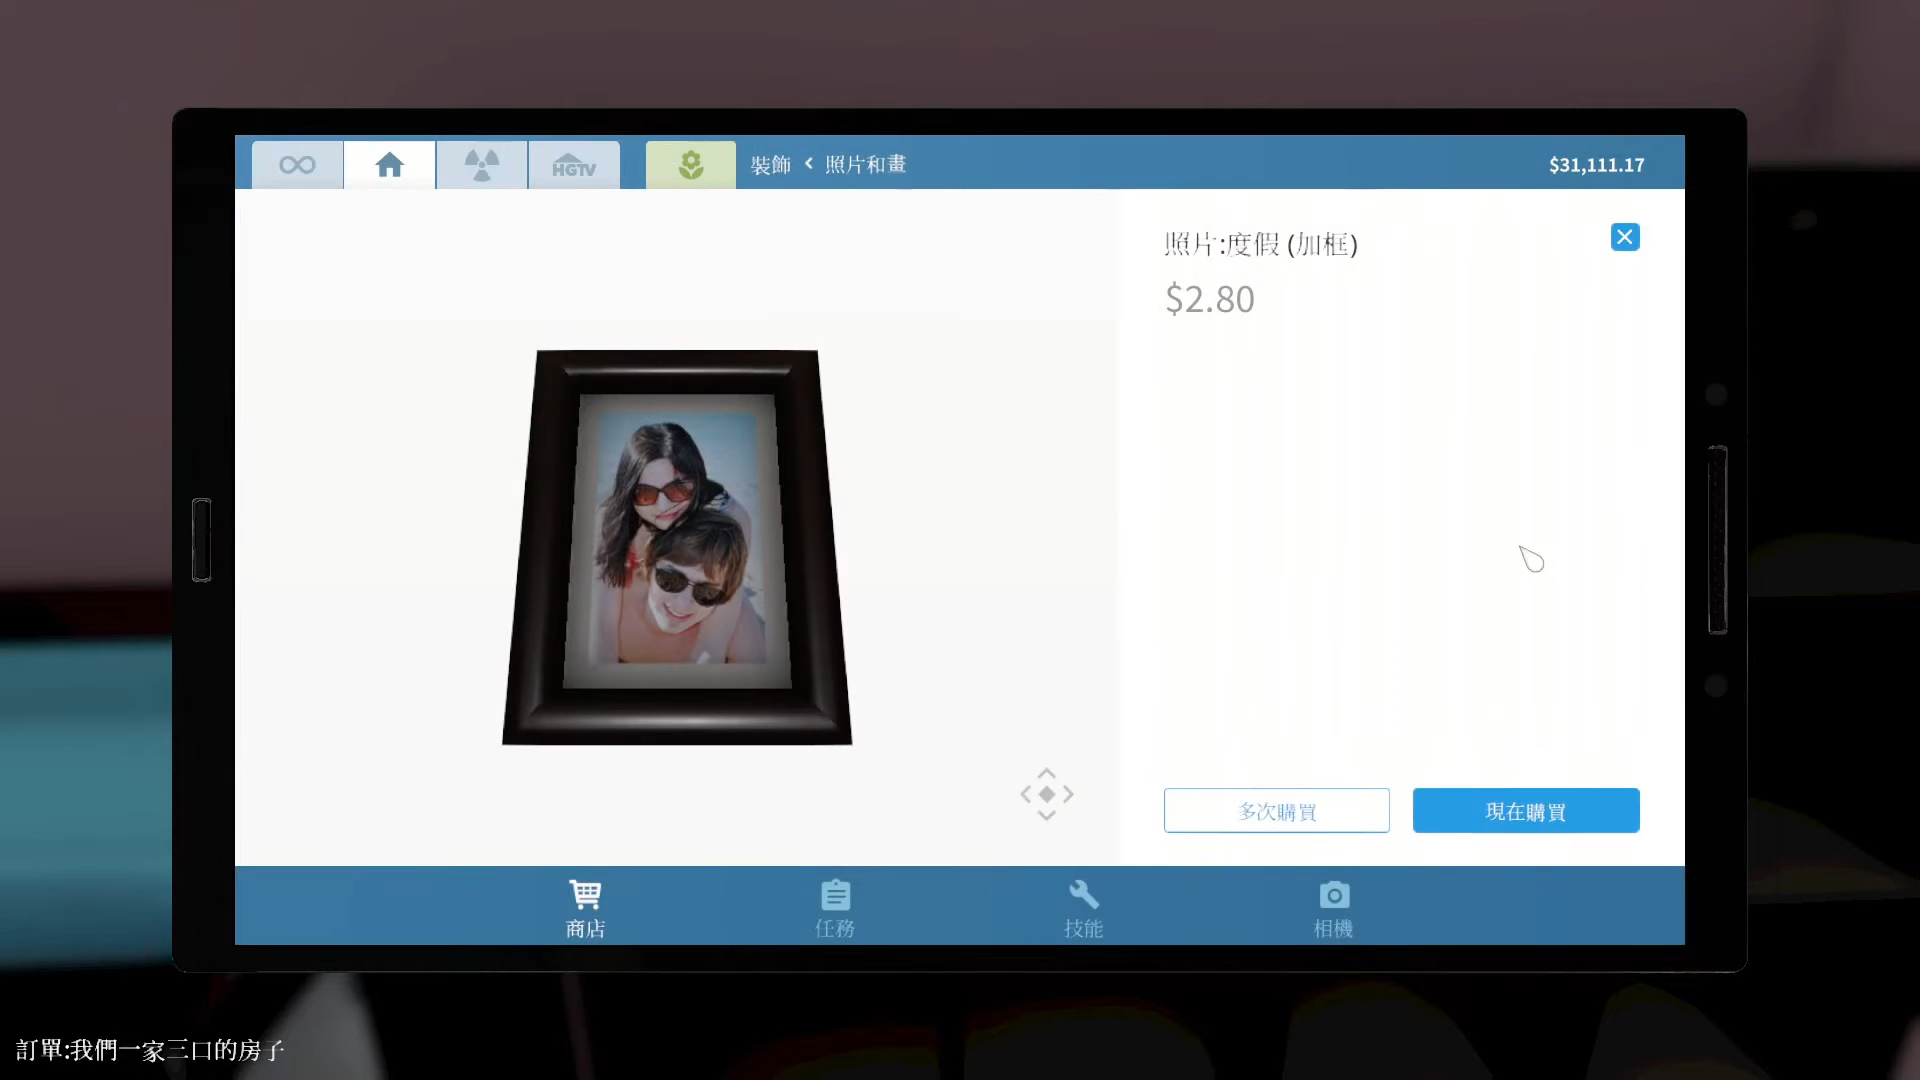 HGTV
裝飾 < 照片和畫
$31,111.17
照片:度假 (加框)
$2.80
多次購買
現在購買
商店
任務
技能
相機
訂單:我們一家三口的房子